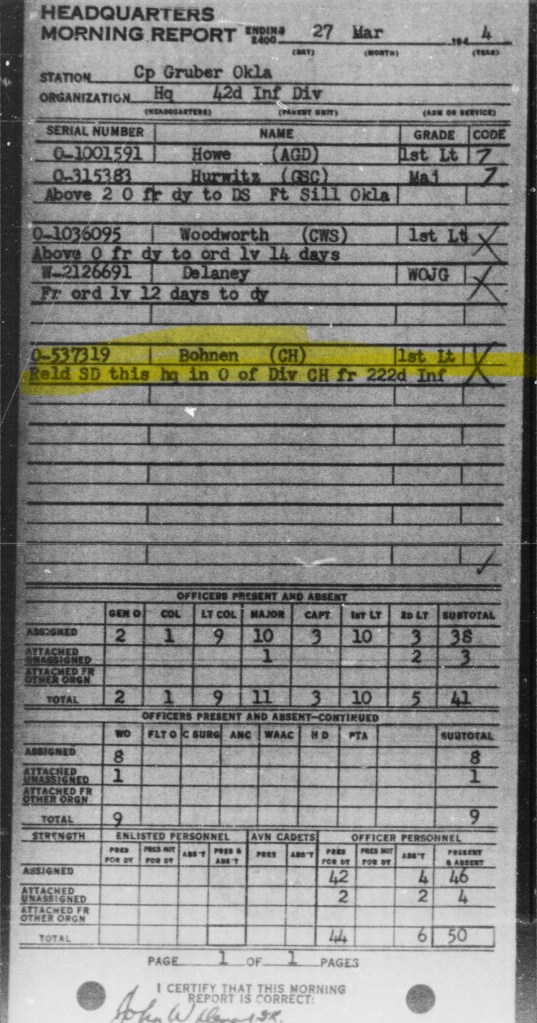 HEADQUARTERS
MORNING REPORT ENDING 2400 27 Mar 194 4
(DAY) (MONTH) (YEAR)
STATION Cp Gruber Okla
ORGANIZATION Hq 42d Inf Div
(HEADQUARTERS) (PARENT UNIT) (ARM OR SERVICE)
SERIAL NUMBER NAME GRADE CODE
O-1001591 Howe (AGD) 1st Lt 7
O-315383 Hurwitz (GSC) Maj 7
Above 2 O fr dy to DS Ft Sill Okla
O-1036095 Woodworth (CWS) 1st Lt X
Above O fr dy to ord lv 14 days
W-2126691 Delaney WOJG X
Fr ord lv 12 days to dy
O-537319 Bohnen (CH) 1st Lt X
Reld SD this hq in O of Div CH fr 222d Inf
OFFICERS PRESENT AND ABSENT
GEN O COL LT COL MAJOR CAPT 1ST LT 2D LT SUBTOTAL
ASSIGNED 2 1 9 10 3 10 3 38
ATTACHED UNASSIGNED 1 2 3
ATTACHED FR OTHER ORGN
TOTAL 2 1 9 11 3 10 5 41
OFFICERS PRESENT AND ABSENT—CONTINUED
WO FLT O C SURG ANC WAAC H D PTA SUBTOTAL
ASSIGNED 8 8
ATTACHED UNASSIGNED 1 1
ATTACHED FR OTHER ORGN
TOTAL 9 9
STRENGTH ENLISTED PERSONNEL AVN CADETS OFFICER PERSONNEL
PRES FOR DY PRES NOT FOR DY ABS'T PRES & ABS'T PRES ABS'T PRES FOR DY PRES NOT FOR DY ABS'T PRESENT & ABSENT
ASSIGNED 42 4 46
ATTACHED UNASSIGNED 2 2 4
ATTACHED FR OTHER ORGN
TOTAL 44 6 50
PAGE 1 OF 1 PAGES
I CERTIFY THAT THIS MORNING
REPORT IS CORRECT:
John W